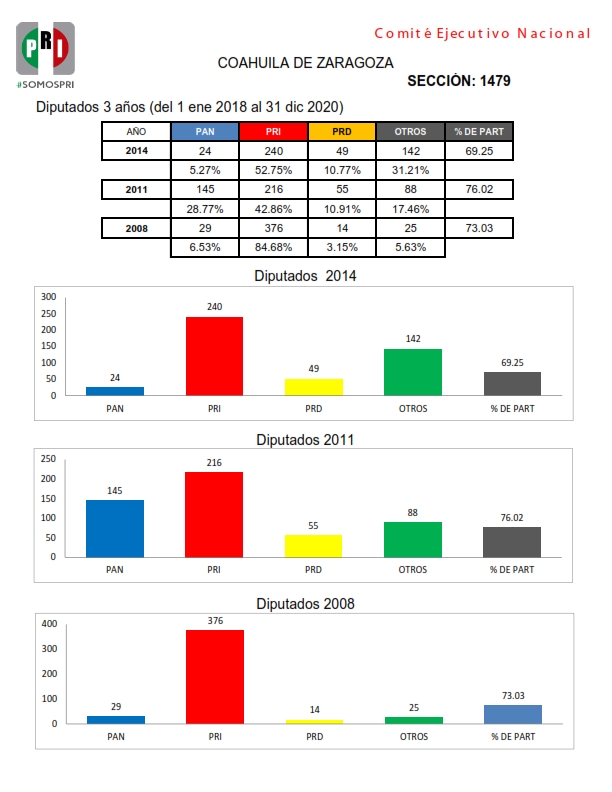 PRI
#SOMOSPRI
Comité Ejecutivo Nacional
COAHUILA DE ZARAGOZA
SECCIÓN: 1479
Diputados 3 años (del 1 ene 2018 al 31 dic 2020)
AÑO PAN PRI PRD OTROS % DE PART
2014 24 240 49 142 69.25
5.27% 52.75% 10.77% 31.21%
2011 145 216 55 88 76.02
28.77% 42.86% 10.91% 17.46%
2008 29 376 14 25 73.03
6.53% 84.68% 3.15% 5.63%
Diputados 2014
300
250
200
150
100
50
0
24 240 49 142 69.25
PAN PRI PRD OTROS % DE PART
Diputados 2011
250
200
150
100
50
0
145 216 55 88 76.02
PAN PRI PRD OTROS % DE PART
Diputados 2008
400
300
200
100
0
29 376 14 25 73.03
PAN PRI PRD OTROS % DE PART